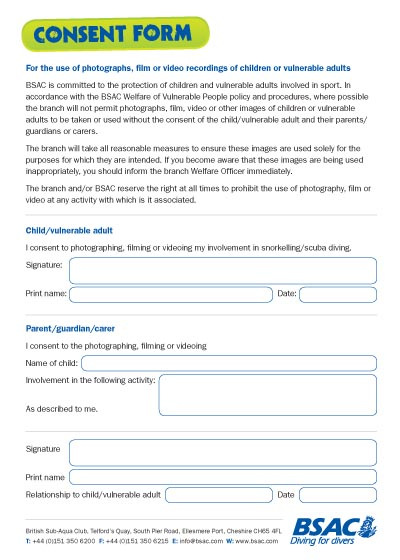 CONSENT FORM
For the use of photographs, film or video recordings of children or vulnerable adults
BSAC is committed to the protection of children and vulnerable adults involved in sport. In
accordance with the BSAC Welfare of Vulnerable People policy and procedures, where possible
the branch will not permit photographs, film, video or other images of children or vulnerable
adults to be taken or used without the consent of the child/vulnerable adult and their parents/
guardians or carers.
The branch will take all reasonable measures to ensure these images are used solely for the
purposes for which they are intended. If you become aware that these images are being used
inappropriately, you should inform the branch Welfare Officer immediately.
The branch and/or BSAC reserve the right at all times to prohibit the use of photography, film or
video at any activity with which is it associated.
Child/vulnerable adult
I consent to photographing, filming or videoing my involvement in snorkelling/scuba diving.
Signature:
Print name: Date:
Parent/guardian/carer
I consent to the photographing, filming or videoing
Name of child:
Involvement in the following activity:
As described to me.
Signature
Print name
Relationship to child/vulnerable adult Date
British Sub-Aqua Club, Telford's Quay, South Pier Road, Ellesmere Port, Cheshire CH65 4FL
T: +44 (0)151 350 6200 F: +44 (0)151 350 6215 E: info@bsac.com W: www.bsac.com
BSAC
Diving for divers